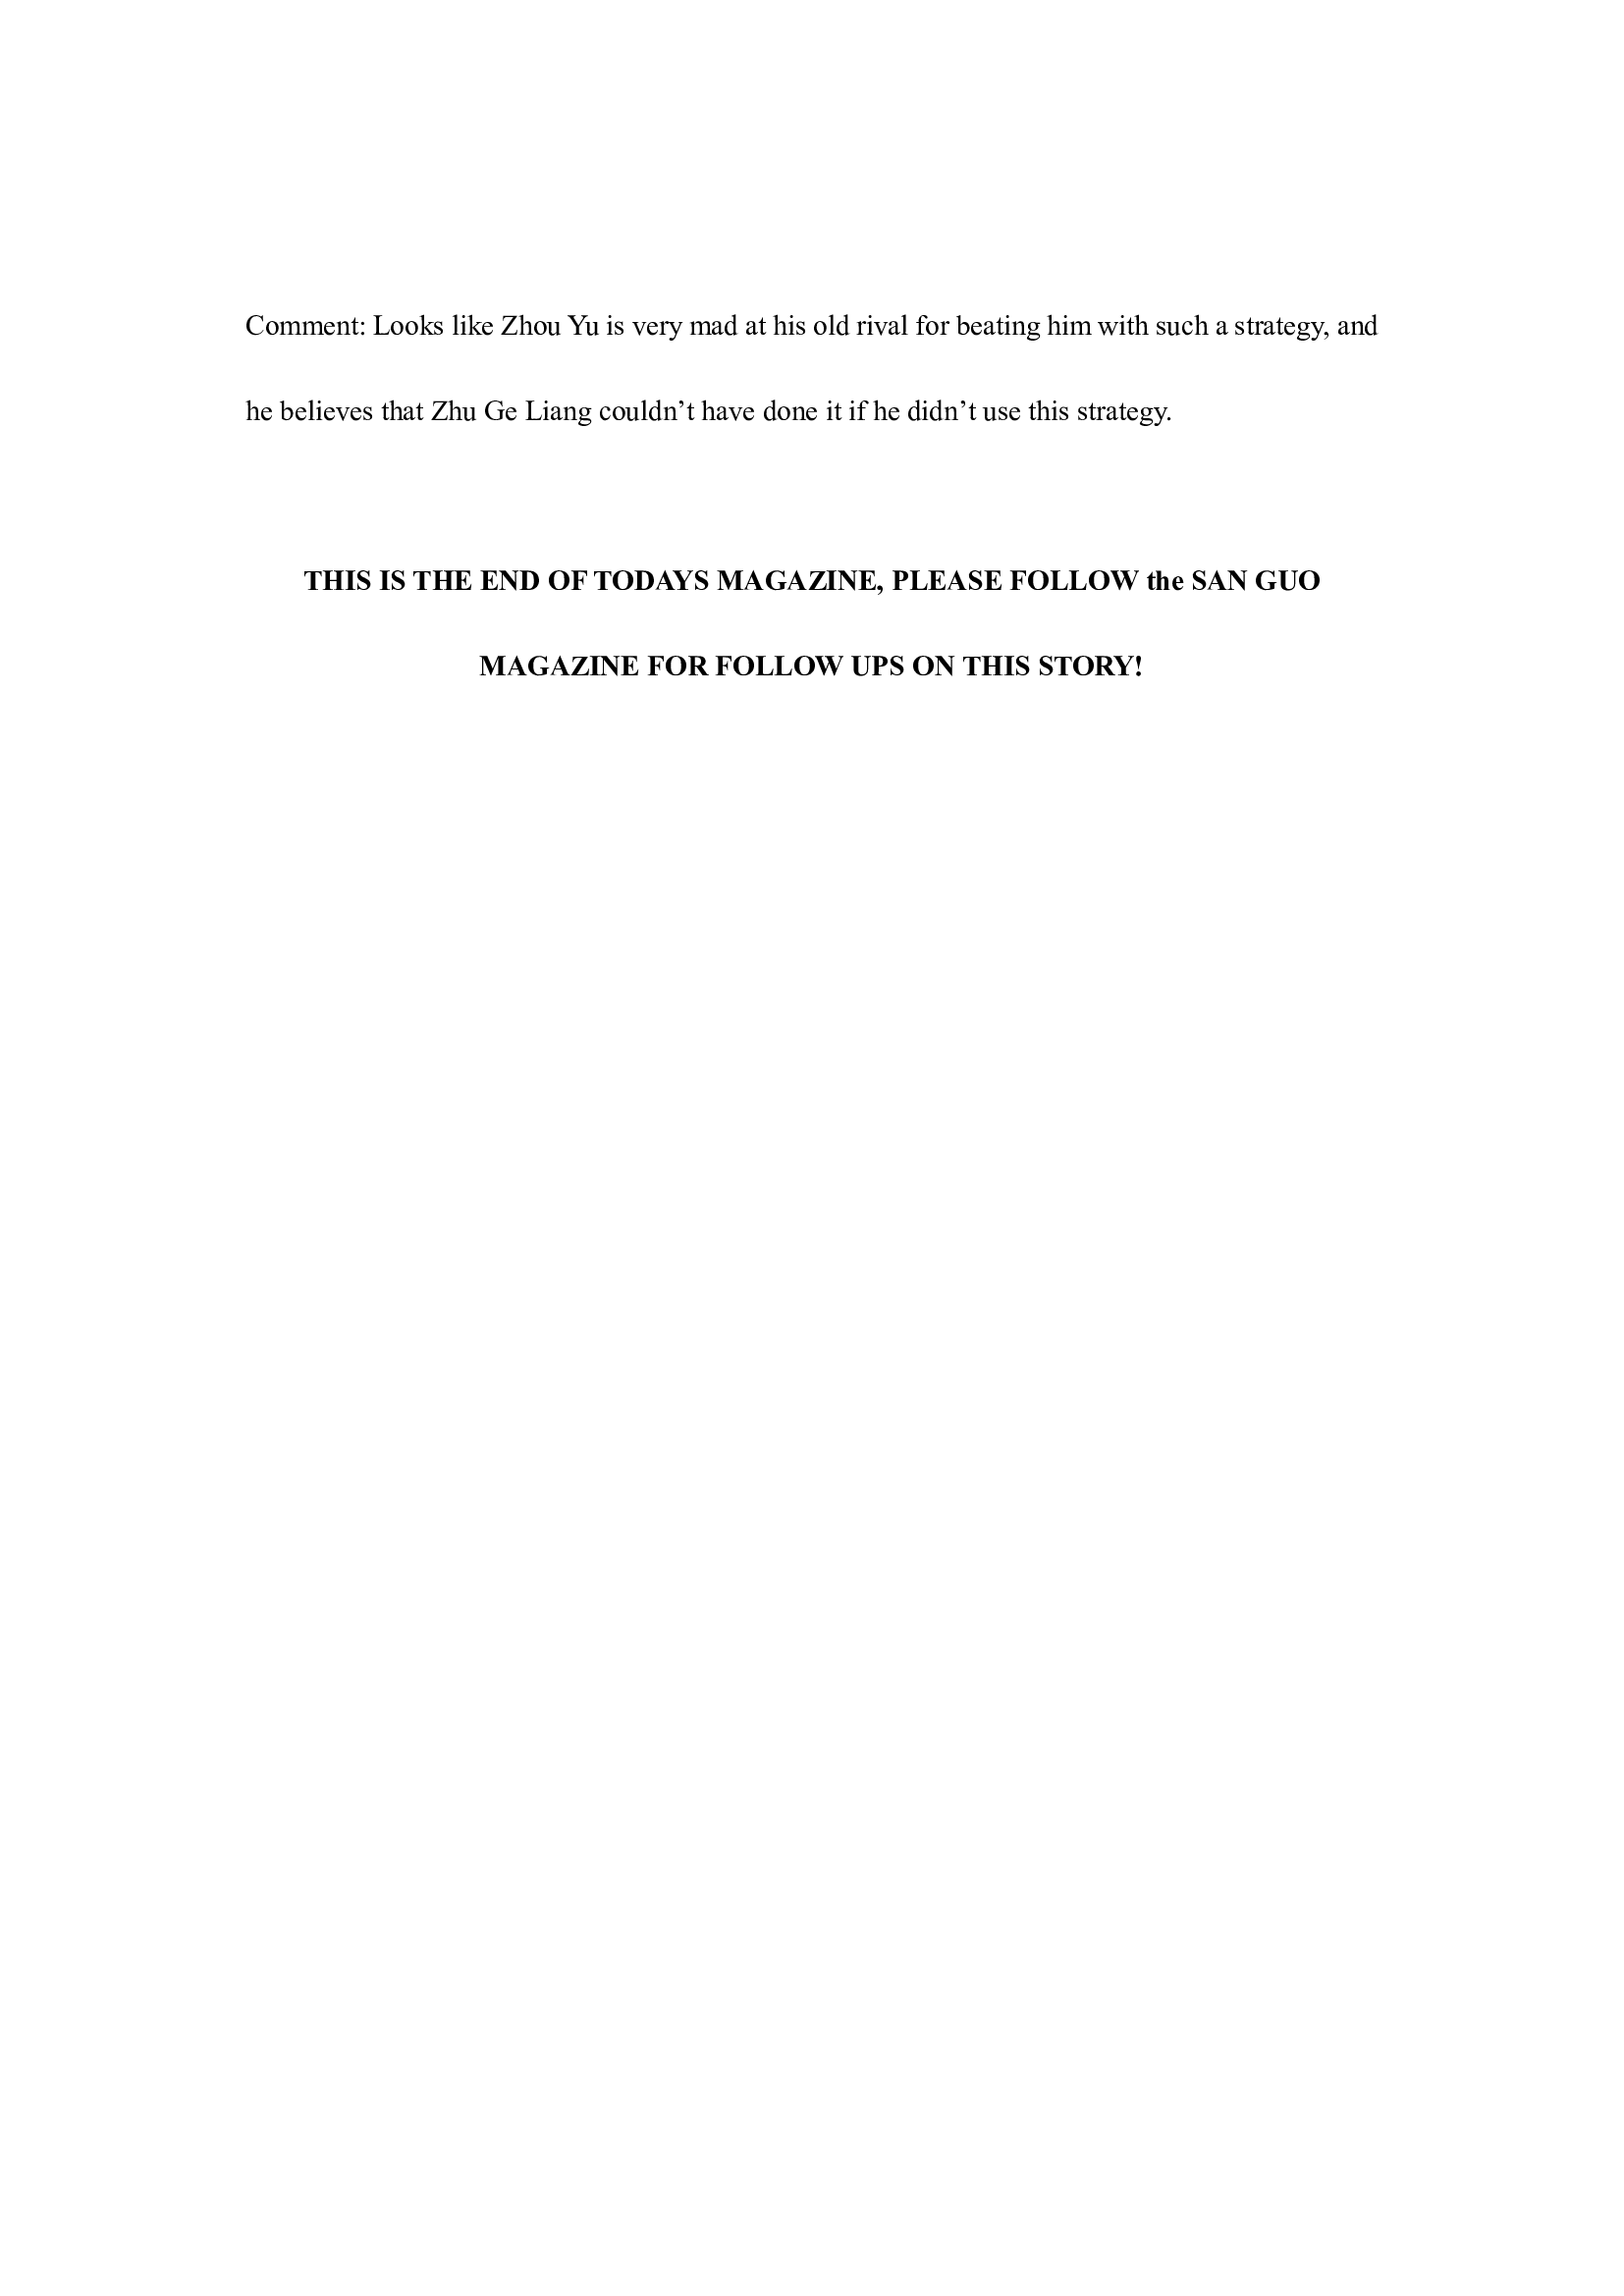 Comment: Looks like Zhou Yu is very mad at his old rival for beating him with such a strategy, and
he believes that Zhu Ge Liang couldn’t have done it if he didn’t use this strategy.
THIS IS THE END OF TODAYS MAGAZINE, PLEASE FOLLOW the SAN GUO
MAGAZINE FOR FOLLOW UPS ON THIS STORY!